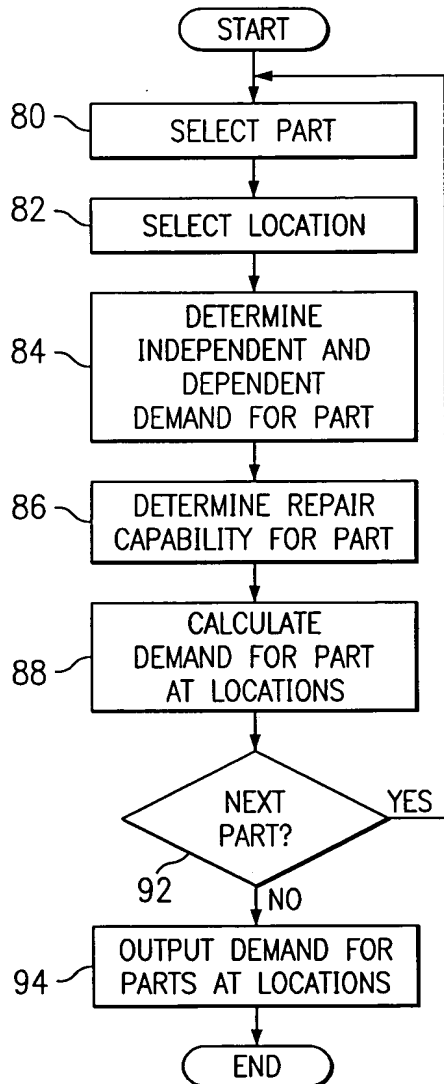 START
80
SELECT PART
82
SELECT LOCATION
84
DETERMINE
INDEPENDENT AND
DEPENDENT
DEMAND FOR PART
86
DETERMINE REPAIR
CAPABILITY FOR PART
88
CALCULATE
DEMAND FOR PART
AT LOCATIONS
NEXT
PART?
YES
92
NO
94
OUTPUT DEMAND FOR
PARTS AT LOCATIONS
END